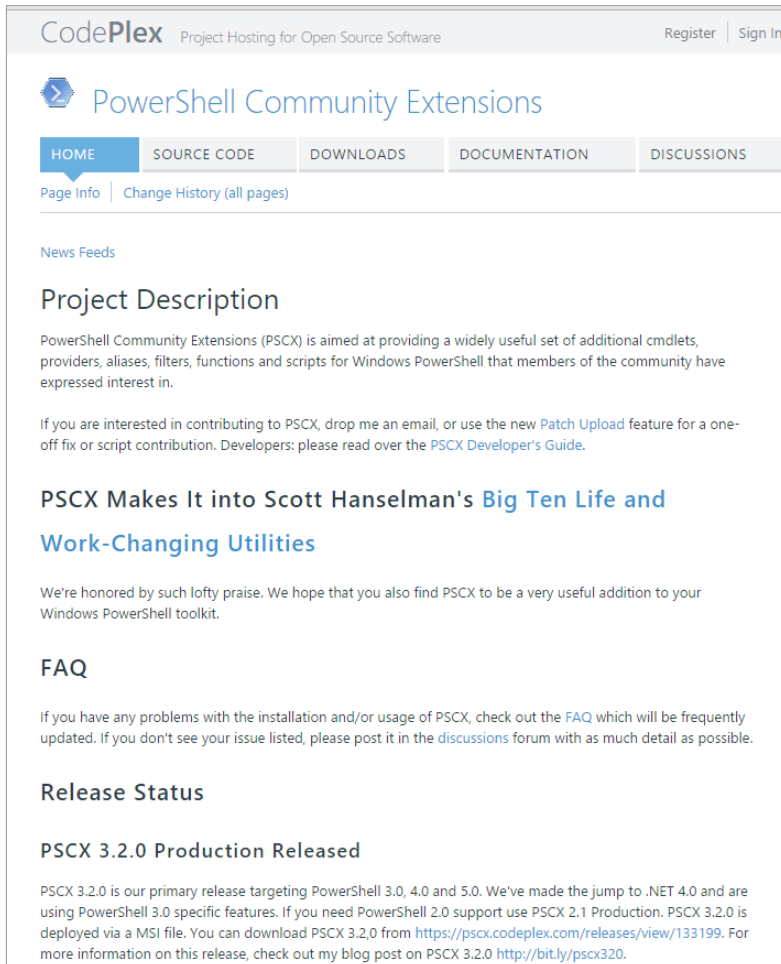 CodePlex Project Hosting for Open Source Software Register Sign In
PowerShell Community Extensions
HOME SOURCE CODE DOWNLOADS DOCUMENTATION DISCUSSIONS
Page Info Change History (all pages)
News Feeds
Project Description
PowerShell Community Extensions (PSCX) is aimed at providing a widely useful set of additional cmdlets,
providers, aliases, filters, functions and scripts for Windows PowerShell that members of the community have
expressed interest in.
If you are interested in contributing to PSCX, drop me an email, or use the new Patch Upload feature for a one-
off fix or script contribution. Developers: please read over the PSCX Developer's Guide.
PSCX Makes It into Scott Hanselman's Big Ten Life and
Work-Changing Utilities
We're honored by such lofty praise. We hope that you also find PSCX to be a very useful addition to your
Windows PowerShell toolkit.
FAQ
If you have any problems with the installation and/or usage of PSCX, check out the FAQ which will be frequently
updated. If you don't see your issue listed, please post it in the discussions forum with as much detail as possible.
Release Status
PSCX 3.2.0 Production Released
PSCX 3.2.0 is our primary release targeting PowerShell 3.0, 4.0 and 5.0. We've made the jump to .NET 4.0 and are
using PowerShell 3.0 specific features. If you need PowerShell 2.0 support use PSCX 2.1 Production. PSCX 3.2.0 is
deployed via a MSI file. You can download PSCX 3.2,0 from https://pscx.codeplex.com/releases/view/133199. For
more information on this release, check out my blog post on PSCX 3.2.0 http://bit.ly/pscx320.